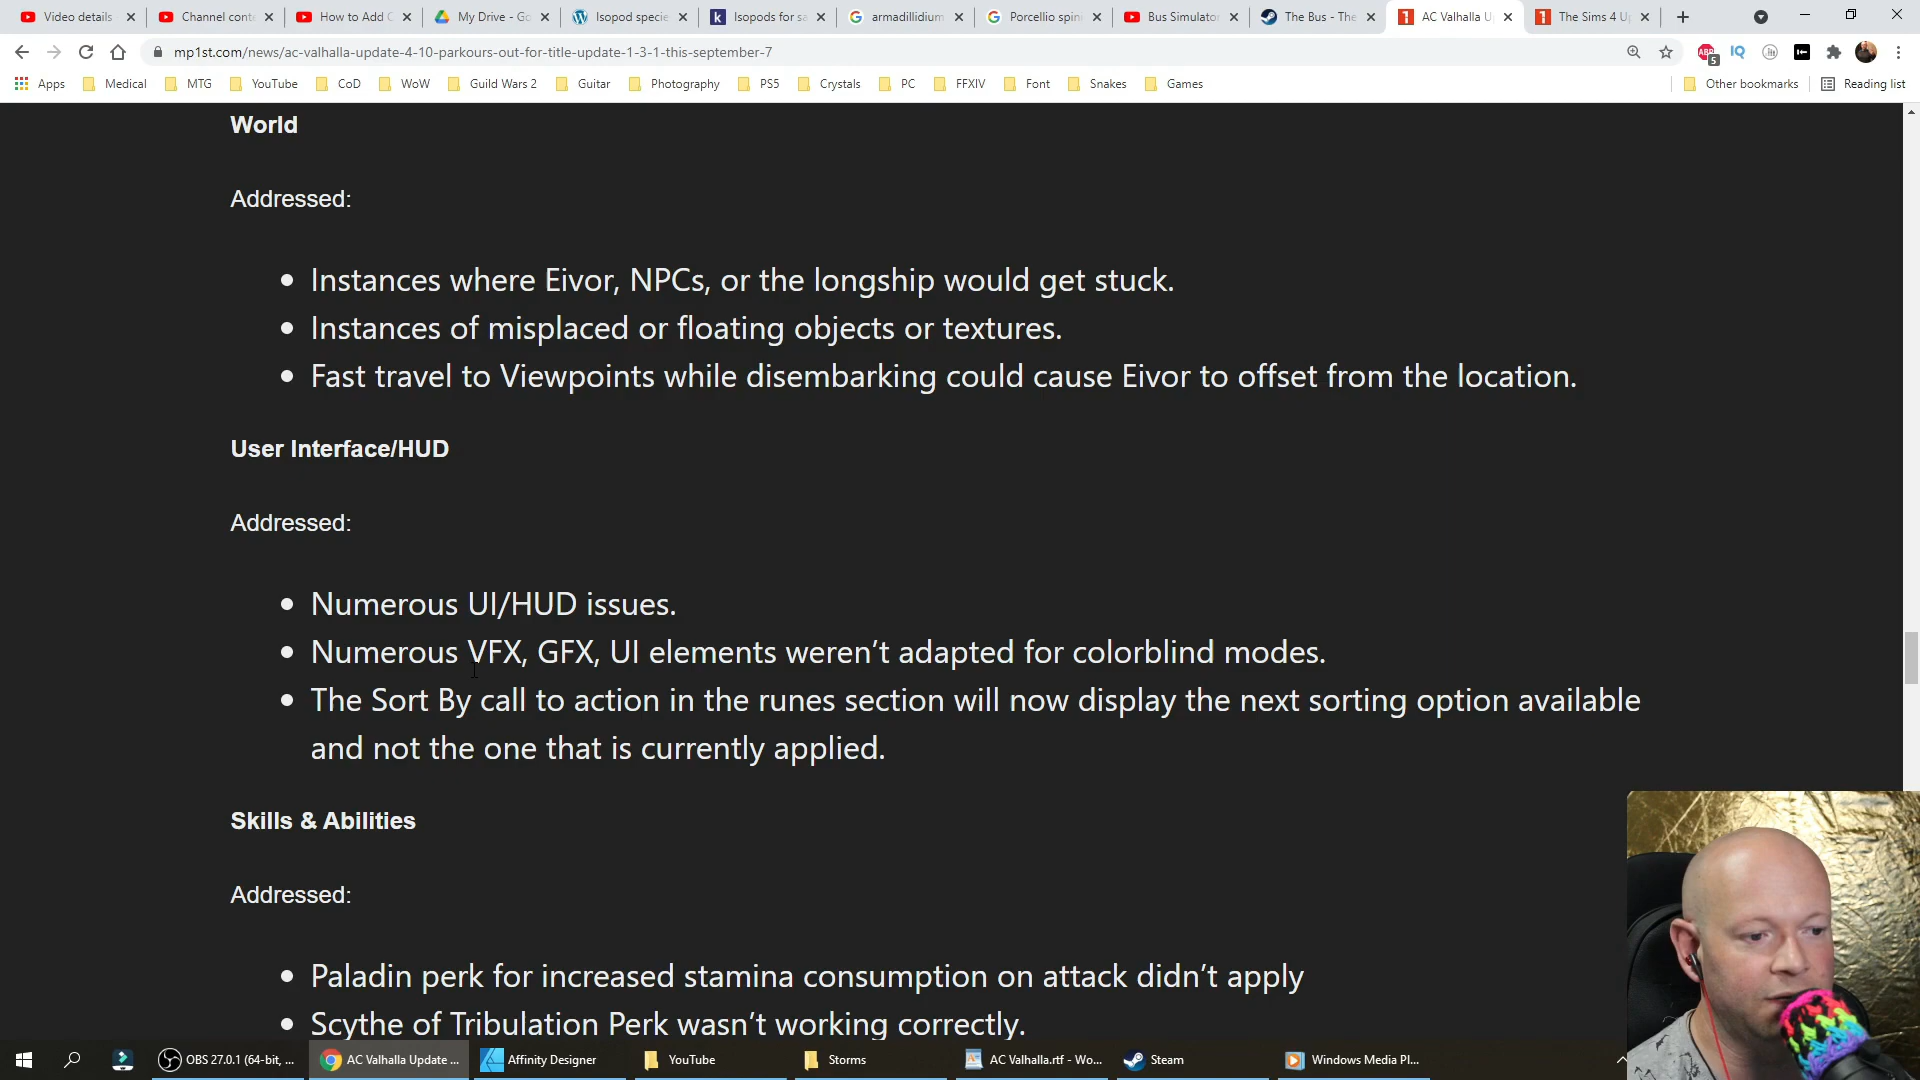 Video details
Channel conte
How to Add C
My Drive - Go
Isopod specie
Isopods for sa
armadillidium
Porcellio spin
Bus Simulator
The Bus - The
AC Valhalla U
The Sims 4 Up
mp1st.com/news/ac-valhalla-update-4-10-parkours-out-for-title-update-1-3-1-this-september-7
ABP
5
IQ
Apps
Medical
MTG
YouTube
CoD
WoW
Guild Wars 2
Guitar
Photography
PS5
Crystals
PC
FFXIV
Font
Snakes
Games
Other bookmarks
Reading list
World
Addressed:
• Instances where Eivor, NPCs, or the longship would get stuck.
• Instances of misplaced or floating objects or textures.
• Fast travel to Viewpoints while disembarking could cause Eivor to offset from the location.
User Interface/HUD
Addressed:
• Numerous UI/HUD issues.
• Numerous VFX, GFX, UI elements weren’t adapted for colorblind modes.
• The Sort By call to action in the runes section will now display the next sorting option available
and not the one that is currently applied.
Skills & Abilities
Addressed:
• Paladin perk for increased stamina consumption on attack didn’t apply
• Scythe of Tribulation Perk wasn’t working correctly.
OBS 27.0.1 (64-bit, ...
AC Valhalla Update ...
Affinity Designer
YouTube
Storms
AC Valhalla.rtf - Wo...
Steam
Windows Media Pl...